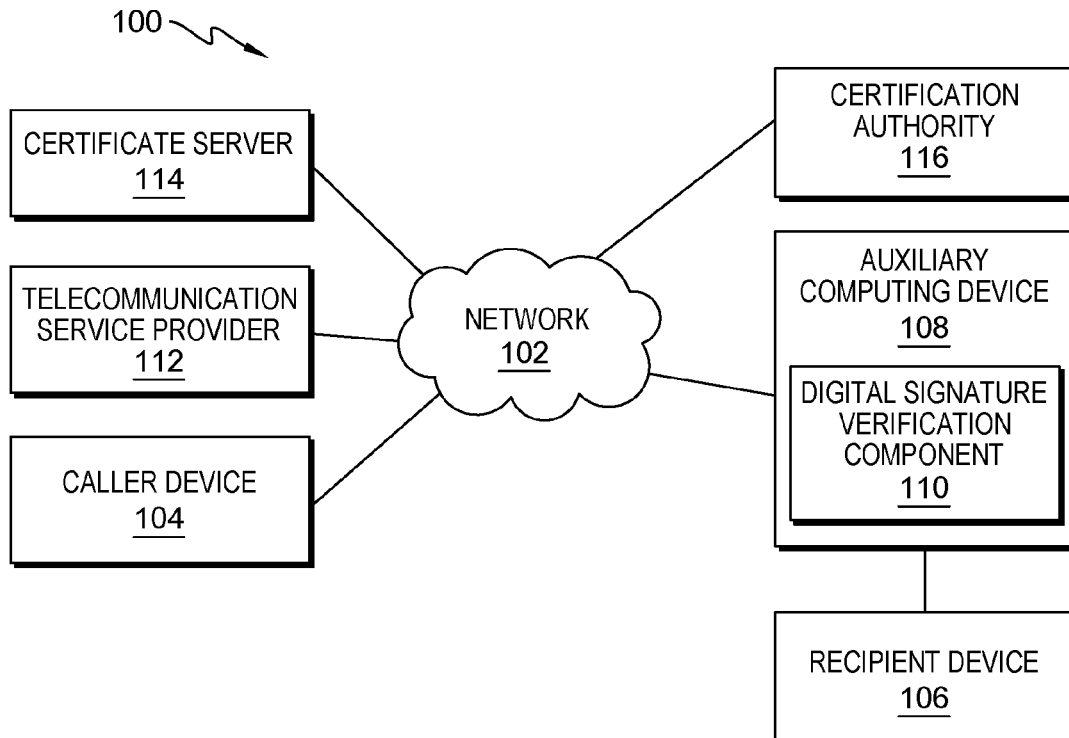 100
CERTIFICATE SERVER
114
TELECOMMUNICATION
SERVICE PROVIDER
112
CALLER DEVICE
104
NETWORK
102
CERTIFICATION
AUTHORITY
116
AUXILIARY
COMPUTING DEVICE
108
DIGITAL SIGNATURE
VERIFICATION
COMPONENT
110
RECIPIENT DEVICE
106